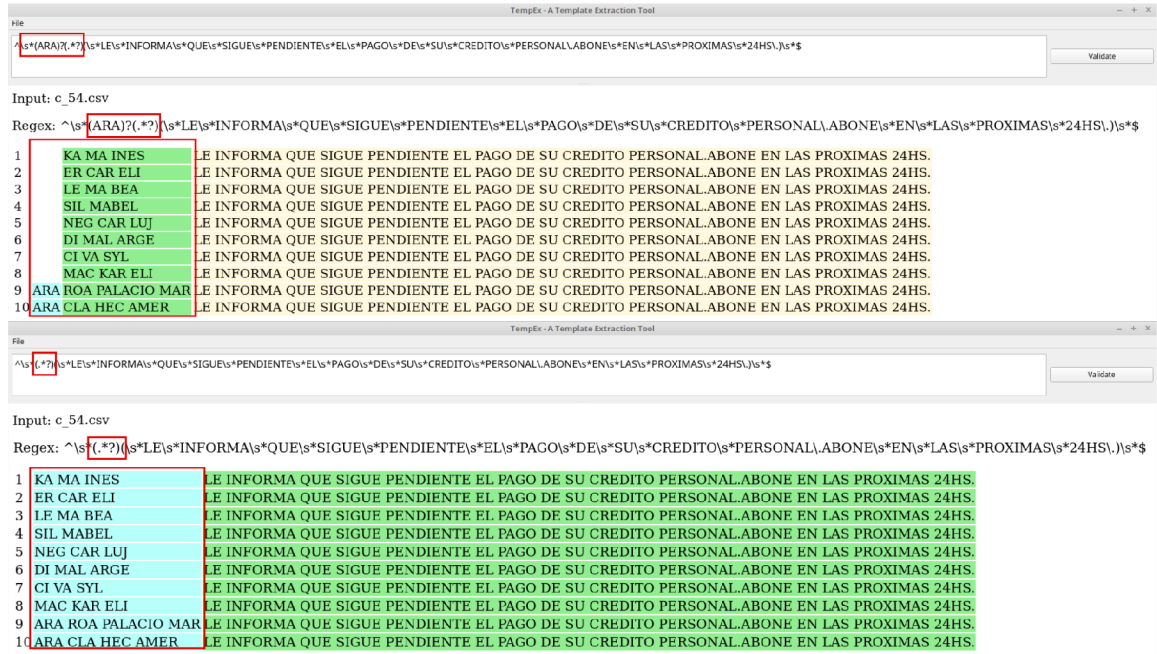 TempEx - A Template Extraction Tool
File
^\s*(ARA)?(.*?)(\s*LE\s*INFORMA\s*QUE\s*SIGUE\s*PENDIENTE\s*EL\s*PAGO\s*DE\s*SU\s*CREDITO\s*PERSONAL\.ABONE\s*EN\s*LAS\s*PROXIMAS\s*24HS\.)\s*$
Validate
Input: c_54.csv
Regex: ^\s*(ARA)?(.*?)(\s*LE\s*INFORMA\s*QUE\s*SIGUE\s*PENDIENTE\s*EL\s*PAGO\s*DE\s*SU\s*CREDITO\s*PERSONAL\.ABONE\s*EN\s*LAS\s*PROXIMAS\s*24HS\.)\s*$
1 KA MA INES LE INFORMA QUE SIGUE PENDIENTE EL PAGO DE SU CREDITO PERSONAL.ABONE EN LAS PROXIMAS 24HS.
2 ER CAR ELI LE INFORMA QUE SIGUE PENDIENTE EL PAGO DE SU CREDITO PERSONAL.ABONE EN LAS PROXIMAS 24HS.
3 LE MA BEA LE INFORMA QUE SIGUE PENDIENTE EL PAGO DE SU CREDITO PERSONAL.ABONE EN LAS PROXIMAS 24HS.
4 SIL MABEL LE INFORMA QUE SIGUE PENDIENTE EL PAGO DE SU CREDITO PERSONAL.ABONE EN LAS PROXIMAS 24HS.
5 NEG CAR LUJ LE INFORMA QUE SIGUE PENDIENTE EL PAGO DE SU CREDITO PERSONAL.ABONE EN LAS PROXIMAS 24HS.
6 DI MAL ARGE LE INFORMA QUE SIGUE PENDIENTE EL PAGO DE SU CREDITO PERSONAL.ABONE EN LAS PROXIMAS 24HS.
7 CI VA SYL LE INFORMA QUE SIGUE PENDIENTE EL PAGO DE SU CREDITO PERSONAL.ABONE EN LAS PROXIMAS 24HS.
8 MAC KAR ELI LE INFORMA QUE SIGUE PENDIENTE EL PAGO DE SU CREDITO PERSONAL.ABONE EN LAS PROXIMAS 24HS.
9 ARA ROA PALACIO MAR LE INFORMA QUE SIGUE PENDIENTE EL PAGO DE SU CREDITO PERSONAL.ABONE EN LAS PROXIMAS 24HS.
10 ARA CLA HEC AMER LE INFORMA QUE SIGUE PENDIENTE EL PAGO DE SU CREDITO PERSONAL.ABONE EN LAS PROXIMAS 24HS.
TempEx - A Template Extraction Tool
File
^\s*(.*?)(\s*LE\s*INFORMA\s*QUE\s*SIGUE\s*PENDIENTE\s*EL\s*PAGO\s*DE\s*SU\s*CREDITO\s*PERSONAL\.ABONE\s*EN\s*LAS\s*PROXIMAS\s*24HS\.)\s*$
Validate
Input: c_54.csv
Regex: ^\s*(.*?)(\s*LE\s*INFORMA\s*QUE\s*SIGUE\s*PENDIENTE\s*EL\s*PAGO\s*DE\s*SU\s*CREDITO\s*PERSONAL\.ABONE\s*EN\s*LAS\s*PROXIMAS\s*24HS\.)\s*$
1 KA MA INES LE INFORMA QUE SIGUE PENDIENTE EL PAGO DE SU CREDITO PERSONAL.ABONE EN LAS PROXIMAS 24HS.
2 ER CAR ELI LE INFORMA QUE SIGUE PENDIENTE EL PAGO DE SU CREDITO PERSONAL.ABONE EN LAS PROXIMAS 24HS.
3 LE MA BEA LE INFORMA QUE SIGUE PENDIENTE EL PAGO DE SU CREDITO PERSONAL.ABONE EN LAS PROXIMAS 24HS.
4 SIL MABEL LE INFORMA QUE SIGUE PENDIENTE EL PAGO DE SU CREDITO PERSONAL.ABONE EN LAS PROXIMAS 24HS.
5 NEG CAR LUJ LE INFORMA QUE SIGUE PENDIENTE EL PAGO DE SU CREDITO PERSONAL.ABONE EN LAS PROXIMAS 24HS.
6 DI MAL ARGE LE INFORMA QUE SIGUE PENDIENTE EL PAGO DE SU CREDITO PERSONAL.ABONE EN LAS PROXIMAS 24HS.
7 CI VA SYL LE INFORMA QUE SIGUE PENDIENTE EL PAGO DE SU CREDITO PERSONAL.ABONE EN LAS PROXIMAS 24HS.
8 MAC KAR ELI LE INFORMA QUE SIGUE PENDIENTE EL PAGO DE SU CREDITO PERSONAL.ABONE EN LAS PROXIMAS 24HS.
9 ARA ROA PALACIO MAR LE INFORMA QUE SIGUE PENDIENTE EL PAGO DE SU CREDITO PERSONAL.ABONE EN LAS PROXIMAS 24HS.
10 ARA CLA HEC AMER LE INFORMA QUE SIGUE PENDIENTE EL PAGO DE SU CREDITO PERSONAL.ABONE EN LAS PROXIMAS 24HS.